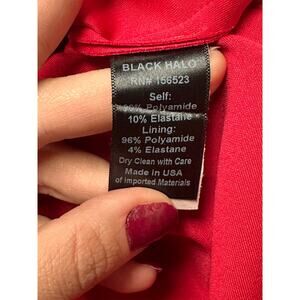 BLACK HALO
RN# 156523
Self:
90% Polyamide
10% Elastane
Lining:
96% Polyamide
4% Elastane
Dry Clean with Care
Made in USA
of Imported Materials